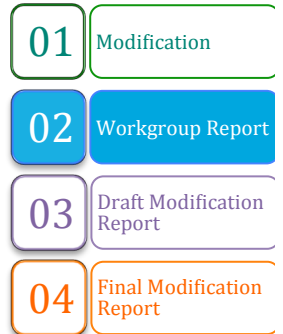 01 Modification
02 Workgroup Report
03 Draft Modification
Report
04 Final Modification
Report